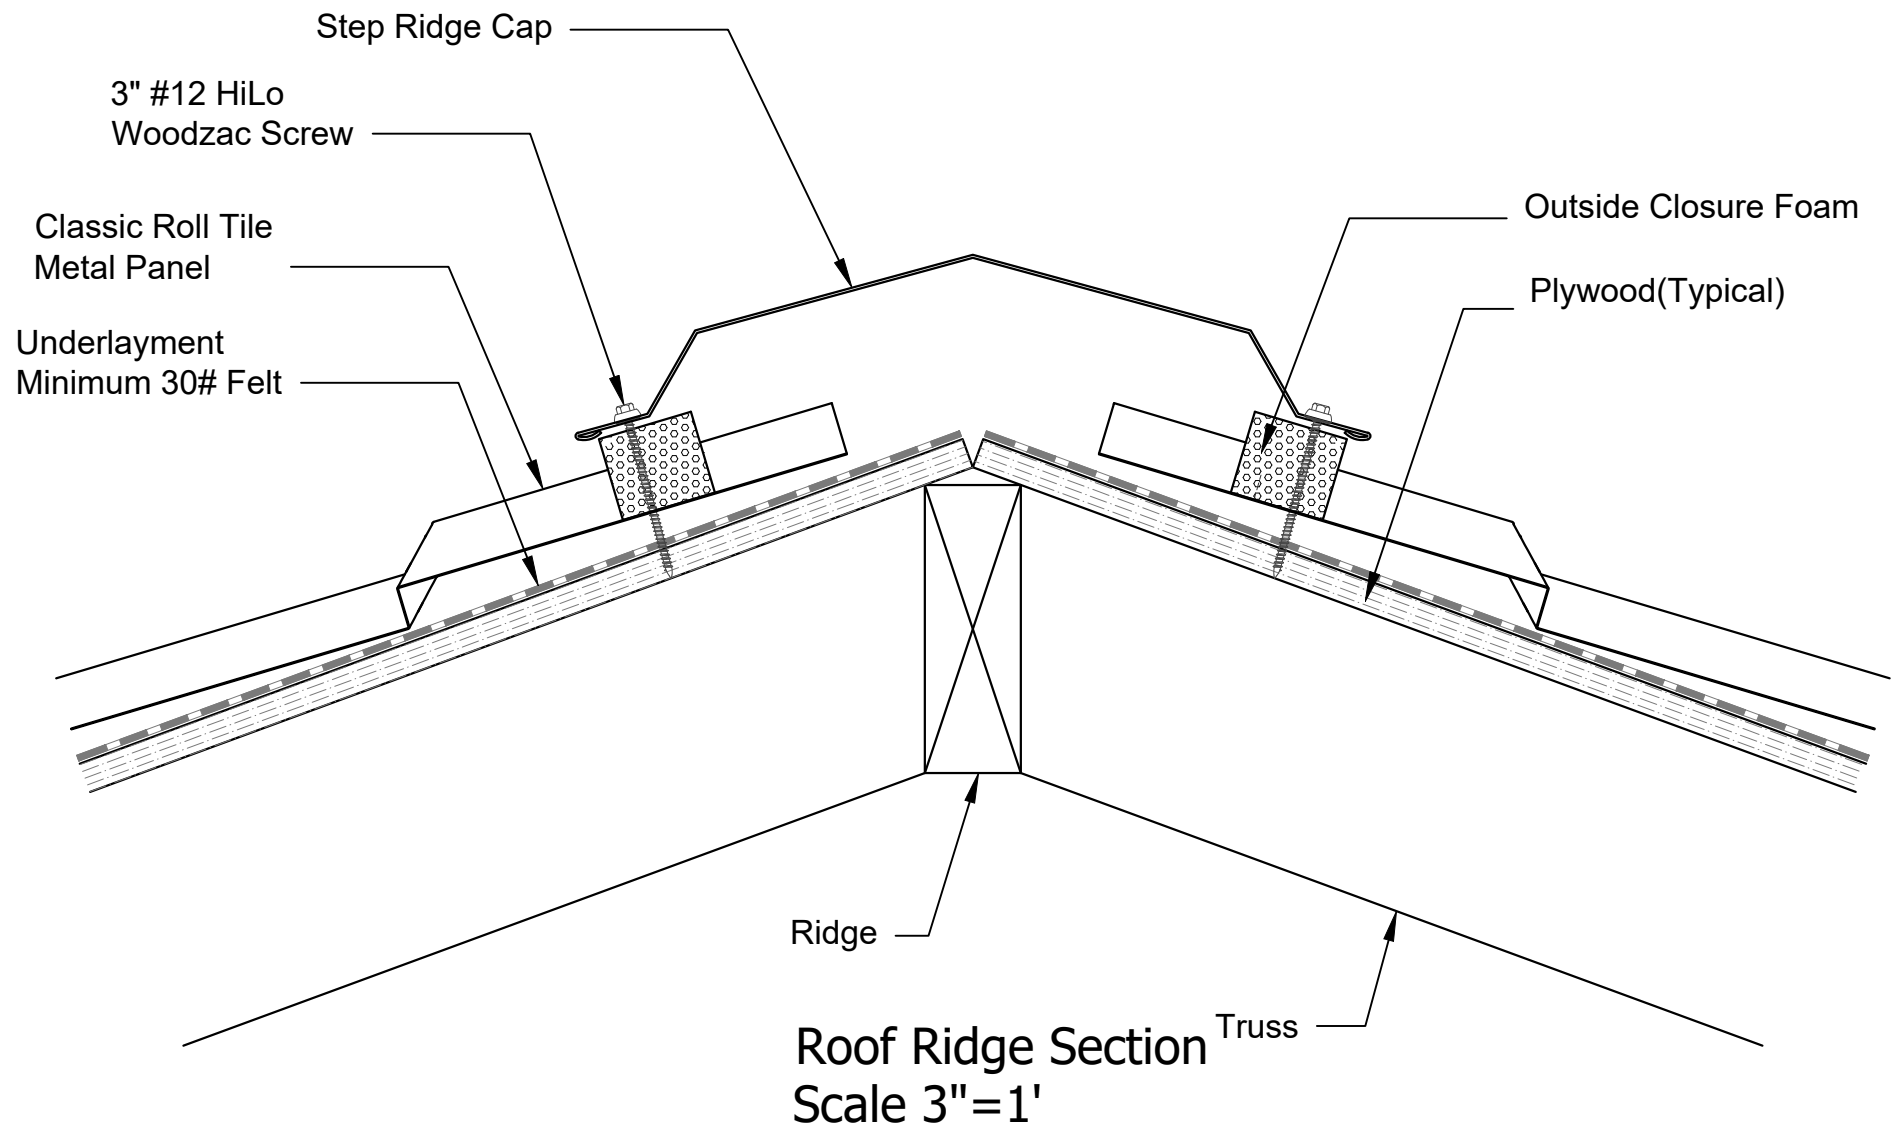 Step Ridge Cap
3" #12 HiLo
Woodzac Screw
Classic Roll Tile
Metal Panel
Underlayment
Minimum 30# Felt
Outside Closure Foam
Plywood(Typical)
Ridge
Truss
Roof Ridge Section
Scale 3"=1'